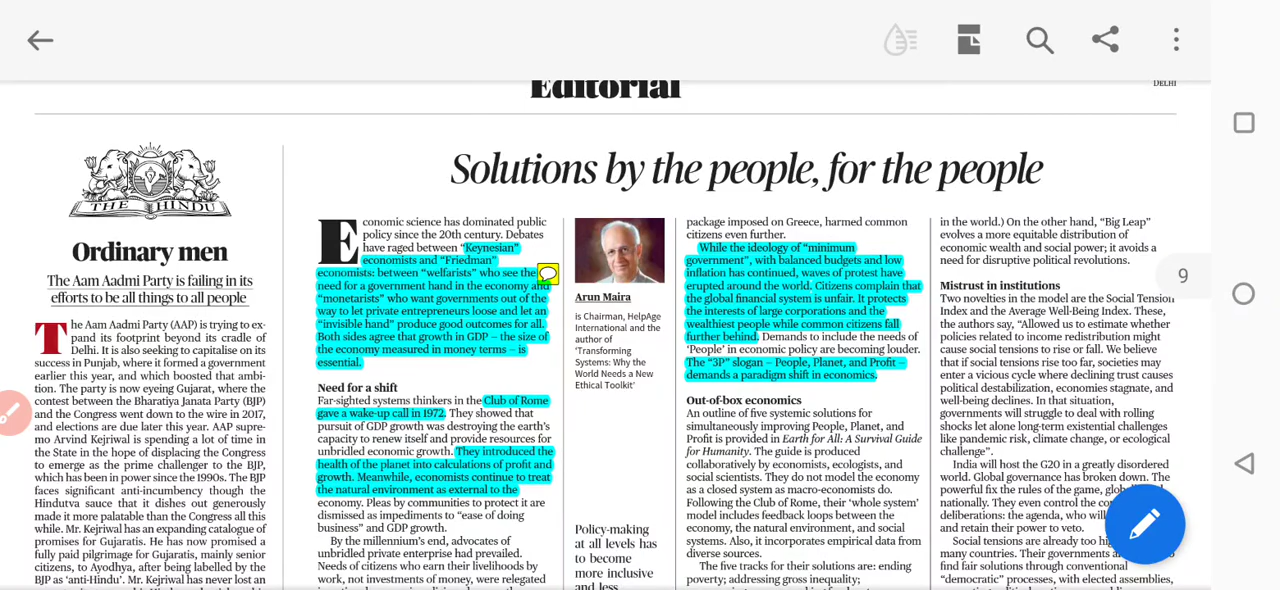 Editorial
DELHI
THE HINDU
Ordinary men
The Aam Aadmi Party is failing in its
efforts to be all things to all people
The Aam Aadmi Party (AAP) is trying to ex-
pand its footprint beyond its cradle of
Delhi. It is also seeking to capitalise on its
success in Punjab, where it formed a government
earlier this year, and which boosted that ambi-
tion. The party is now eyeing Gujarat, where the
contest between the Bharatiya Janata Party (BJP)
and the Congress went down to the wire in 2017,
and elections are due later this year. AAP supre-
mo Arvind Kejriwal is spending a lot of time in
the State in the hope of displacing the Congress
to emerge as the prime challenger to the BJP,
which has been in power since the 1990s. The BJP
faces significant anti-incumbency though the
Hindutva sauce that it dishes out generously
made it more palatable than the Congress all this
while. Mr. Kejriwal has an expanding catalogue of
promises for Gujaratis. He has now promised a
fully paid pilgrimage for Gujaratis, mainly senior
citizens, to Ayodhya, after being labelled by the
BJP as 'anti-Hindu'. Mr. Kejriwal has never lost an
Solutions by the people, for the people
Economic science has dominated public
policy since the 20th century. Debates
have raged between "Keynesian"
economists and "Friedman"
economists: between "welfarists" who see the
need for a government hand in the economy and
"monetarists" who want governments out of the
way to let private entrepreneurs loose and let an
"invisible hand" produce good outcomes for all.
Both sides agree that growth in GDP – the size of
the economy measured in money terms – is
essential.
Need for a shift
Far-sighted systems thinkers in the Club of Rome
gave a wake-up call in 1972. They showed that
pursuit of GDP growth was destroying the earth's
capacity to renew itself and provide resources for
unbridled economic growth. They introduced the
health of the planet into calculations of profit and
growth. Meanwhile, economists continue to treat
the natural environment as external to the
economy. Pleas by communities to protect it are
dismissed as impediments to "ease of doing
business" and GDP growth.
By the millennium's end, advocates of
unbridled private enterprise had prevailed.
Needs of citizens who earn their livelihoods by
work, not investments of money, were relegated
Arun Maira
is Chairman, HelpAge
International and the
author of
'Transforming
Systems: Why the
World Needs a New
Ethical Toolkit'
Policy-making
at all levels has
to become
more inclusive
and less
package imposed on Greece, harmed common
citizens even further.
While the ideology of "minimum
government", with balanced budgets and low
inflation has continued, waves of protest have
erupted around the world. Citizens complain that
the global financial system is unfair. It protects
the interests of large corporations and the
wealthiest people while common citizens fall
further behind. Demands to include the needs of
'People' in economic policy are becoming louder.
The "3P" slogan – People, Planet, and Profit –
demands a paradigm shift in economics.
Out-of-box economics
An outline of five systemic solutions for
simultaneously improving People, Planet, and
Profit is provided in Earth for All: A Survival Guide
for Humanity. The guide is produced
collaboratively by economists, ecologists, and
social scientists. They do not model the economy
as a closed system as macro-economists do.
Following the Club of Rome, their 'whole system'
model includes feedback loops between the
economy, the natural environment, and social
systems. Also, it incorporates empirical data from
diverse sources.
The five tracks for their solutions are: ending
poverty; addressing gross inequality;
in the world.) On the other hand, "Big Leap"
evolves a more equitable distribution of
economic wealth and social power; it avoids a
need for disruptive political revolutions.
9
Mistrust in institutions
Two novelties in the model are the Social Tension
Index and the Average Well-Being Index. These,
the authors say, "Allowed us to estimate whether
policies related to income redistribution might
cause social tensions to rise or fall. We believe
that if social tensions rise too far, societies may
enter a vicious cycle where declining trust causes
political destabilization, economies stagnate, and
well-being declines. In that situation,
governments will struggle to deal with rolling
shocks let alone long-term existential challenges
like pandemic risk, climate change, or ecological
challenge".
India will host the G20 in a greatly disordered
world. Global governance has broken down. The
powerful fix the rules of the game,
nationally. They even control the
deliberations: the agenda, who will
and retain their power to veto.
Social tensions are already too
many countries. Their governments
find fair solutions through conventional
"democratic" processes, with elected assemblies,